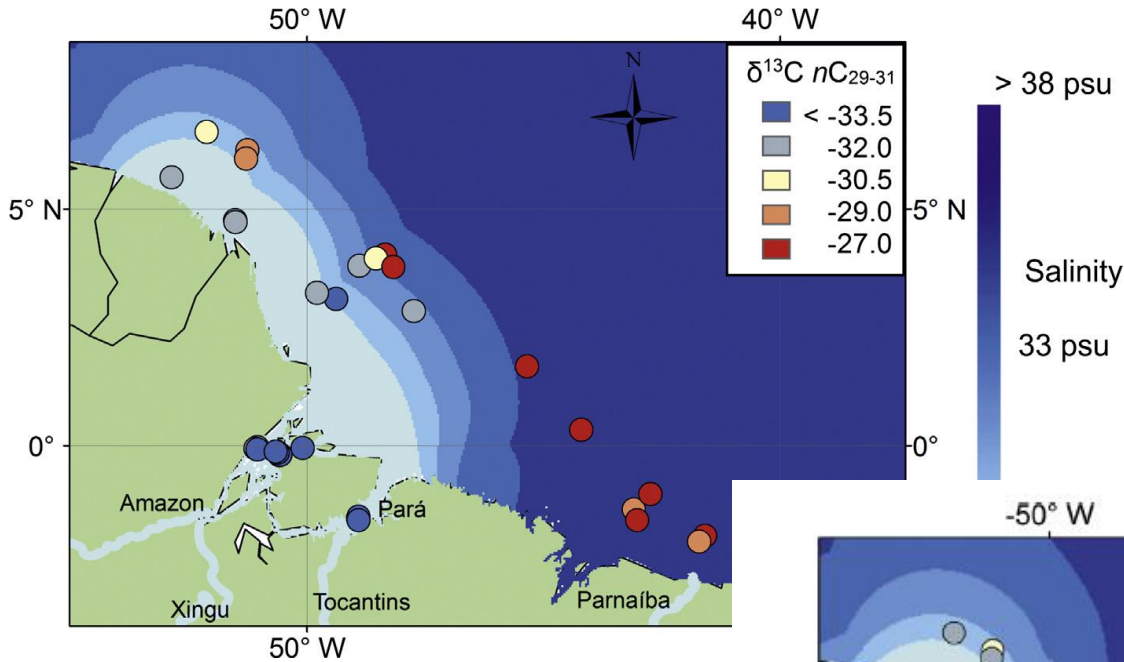 50° W
40° W
N
δ¹³C nC₂₉₋₃₁
< -33.5
-32.0
-30.5
-29.0
-27.0
> 38 psu
5° N
5° N
Salinity
33 psu
0°
0°
Amazon
Pará
Xingu
Tocantins
Parnaíba
-50° W
50° W